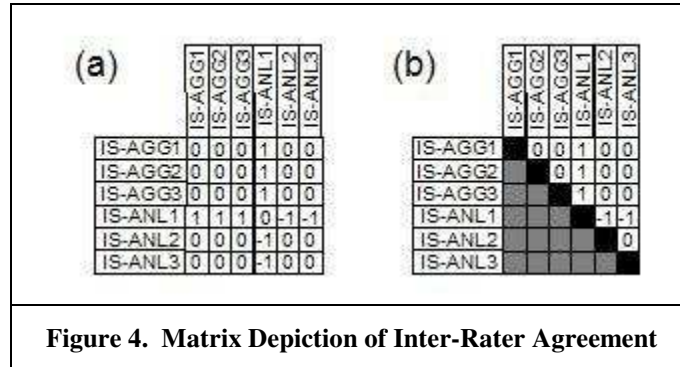 (a)
IS-AGG1 IS-AGG2 IS-AGG3 IS-ANL1 IS-ANL2 IS-ANL3
IS-AGG1 0 0 0 1 0 0
IS-AGG2 0 0 0 1 0 0
IS-AGG3 0 0 0 1 0 0
IS-ANL1 1 1 1 0 -1 -1
IS-ANL2 0 0 0 -1 0 0
IS-ANL3 0 0 0 -1 0 0
(b)
IS-AGG1 IS-AGG2 IS-AGG3 IS-ANL1 IS-ANL2 IS-ANL3
IS-AGG1 0 0 1 0 0
IS-AGG2 0 1 0 0
IS-AGG3 1 0 0
IS-ANL1 -1 -1
IS-ANL2 0
IS-ANL3
Figure 4. Matrix Depiction of Inter-Rater Agreement